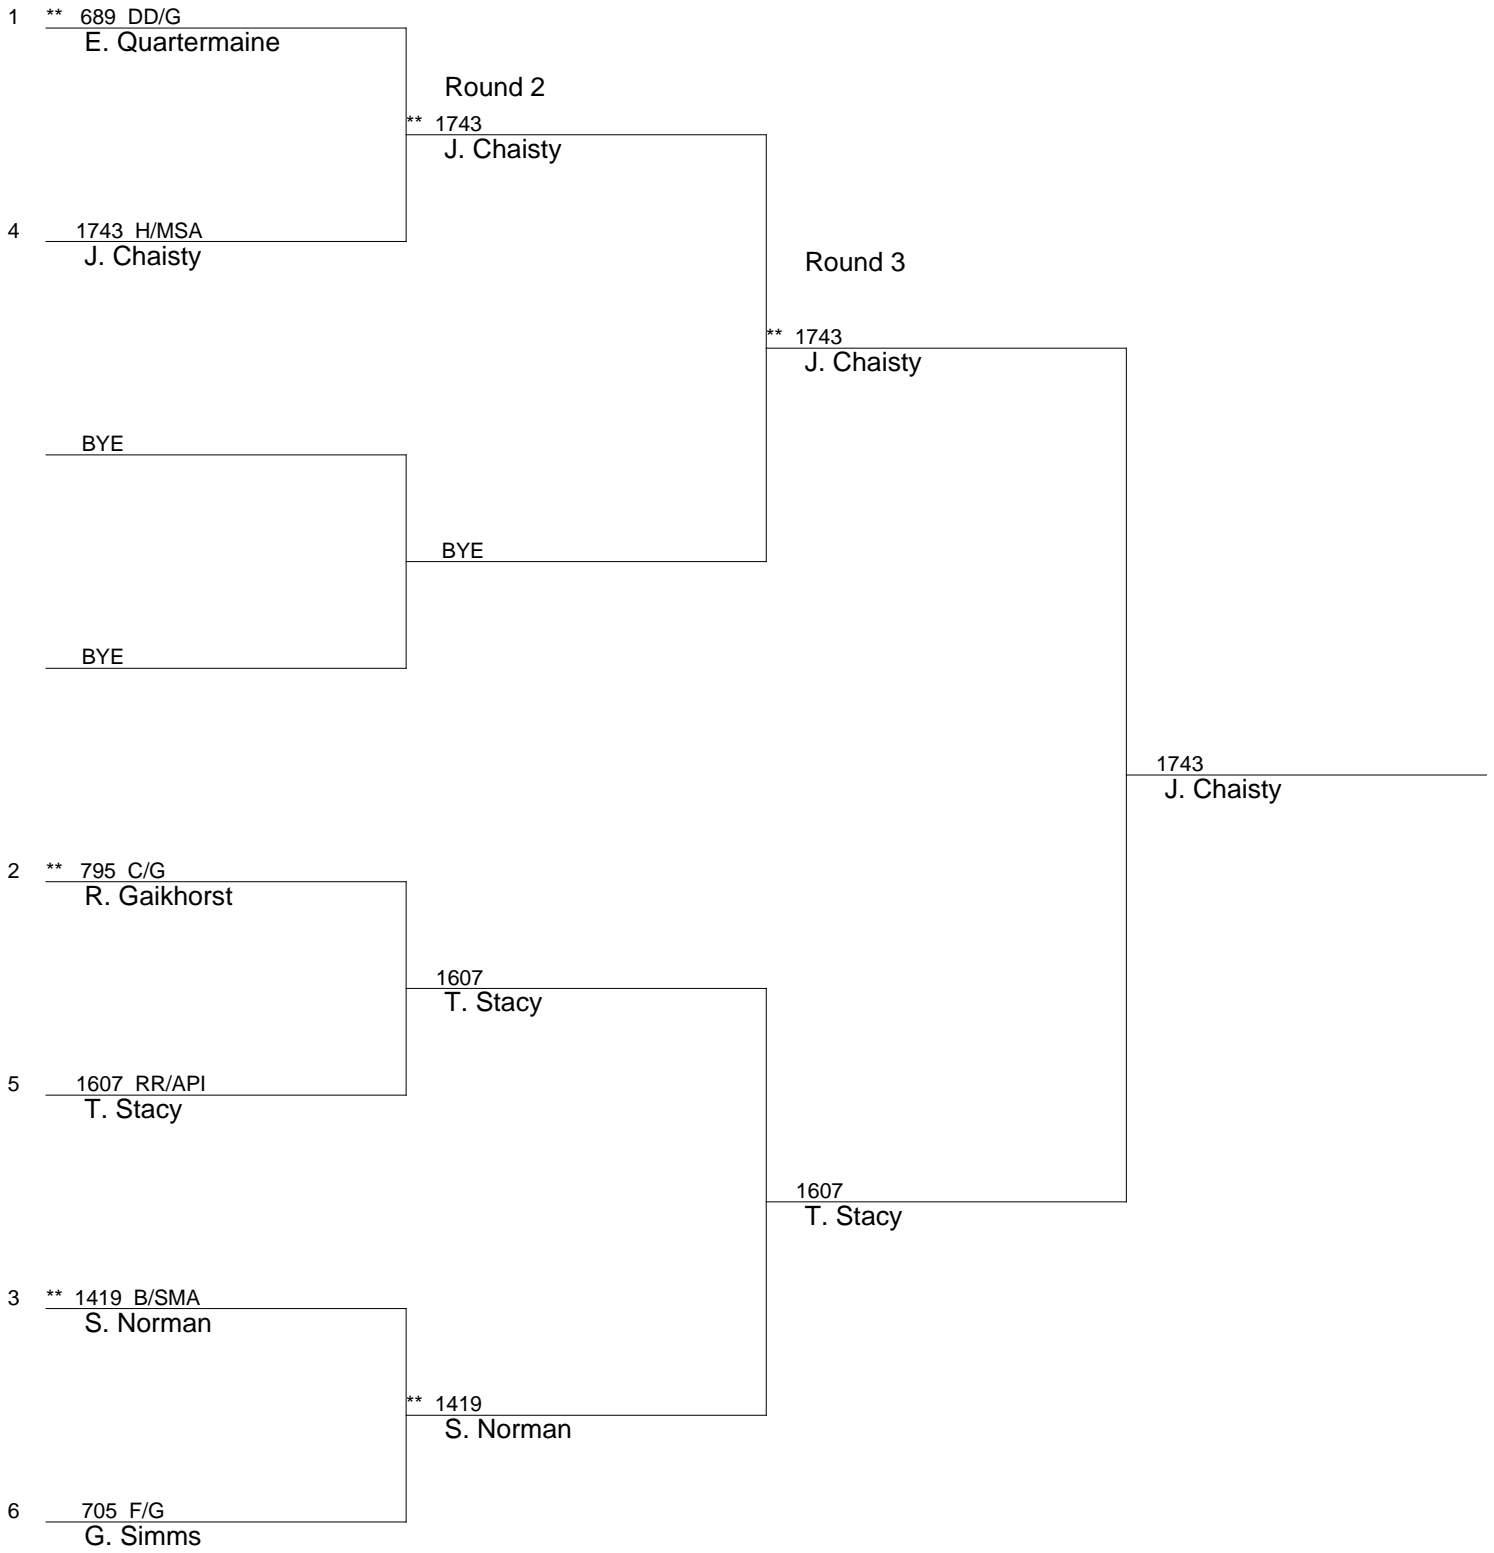 1 ** 689 DD/G
E. Quartermaine
Round 2
** 1743
J. Chaisty
4 1743 H/MSA
J. Chaisty
Round 3
** 1743
J. Chaisty
BYE
BYE
BYE
1743
J. Chaisty
2 ** 795 C/G
R. Gaikhorst
1607
T. Stacy
5 1607 RR/API
T. Stacy
1607
T. Stacy
3 ** 1419 B/SMA
S. Norman
** 1419
S. Norman
6 705 F/G
G. Simms